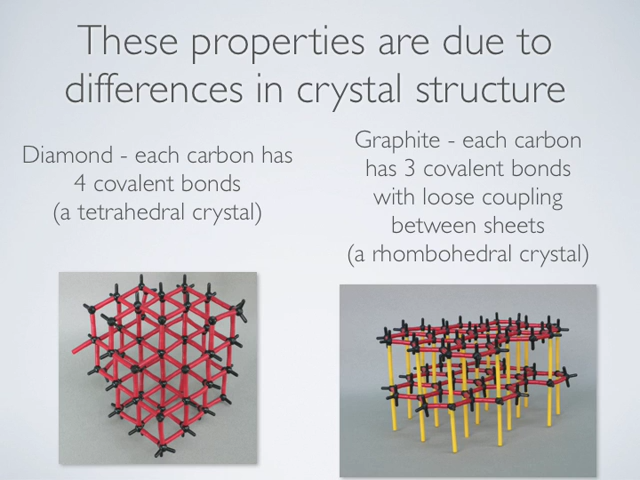 These properties are due to
differences in crystal structure
Diamond - each carbon has
4 covalent bonds
(a tetrahedral crystal)
Graphite - each carbon
has 3 covalent bonds
with loose coupling
between sheets
(a rhombohedral crystal)